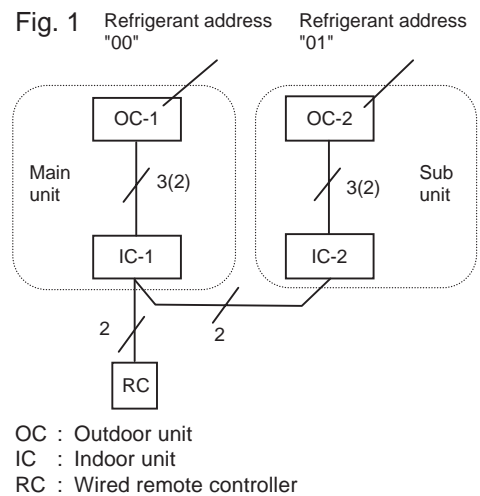 Fig. 1
Refrigerant address
"00"
Refrigerant address
"01"
OC-1
OC-2
Main
unit
3(2)
3(2)
Sub
unit
IC-1
IC-2
2
2
RC
OC : Outdoor unit
IC : Indoor unit
RC : Wired remote controller